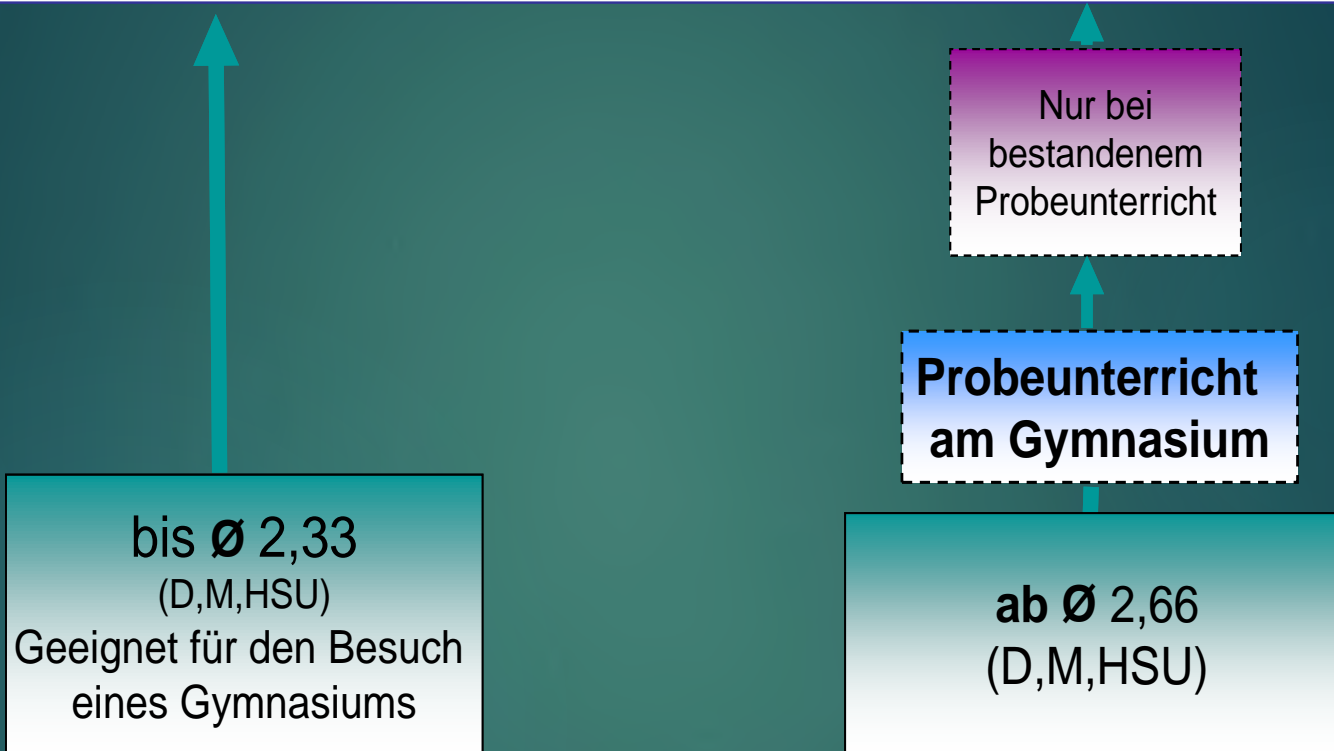 Nur bei
bestandenem
Probeunterricht
Probeunterricht
am Gymnasium
bis Ø 2,33
(D,M,HSU)
Geeignet für den Besuch
eines Gymnasiums
ab Ø 2,66
(D,M,HSU)